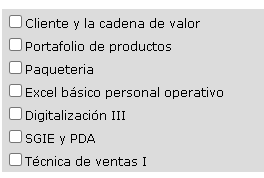 Cliente y la cadena de valor
Portafolio de productos
Paqueteria
Excel básico personal operativo
Digitalización III
SGIE y PDA
Técnica de ventas I